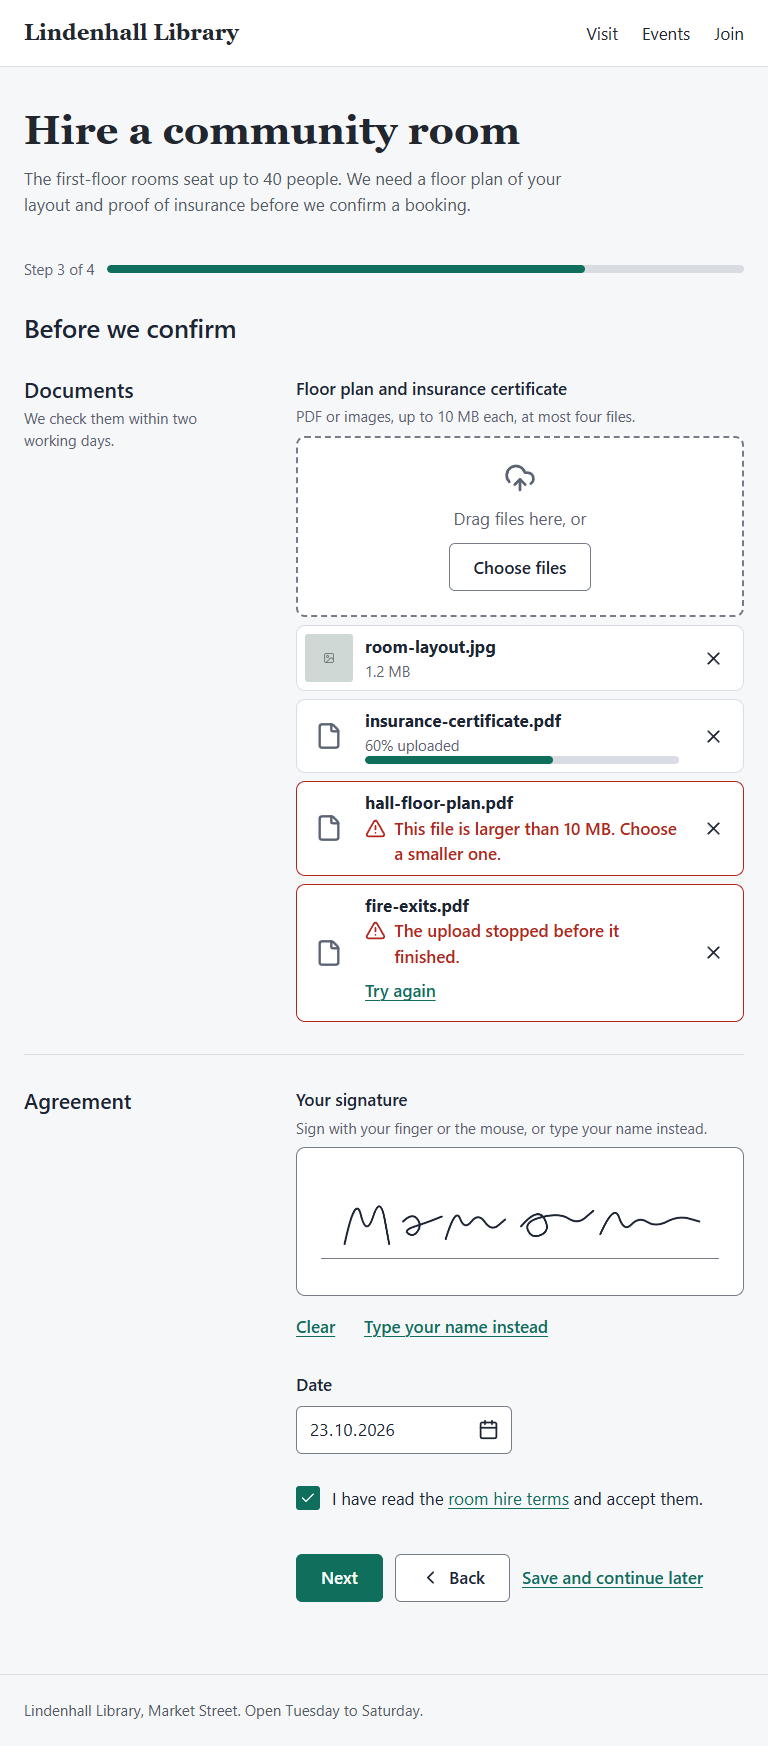 Lindenhall Library
Visit Events Join
Hire a community room
The first-floor rooms seat up to 40 people. We need a floor plan of your
layout and proof of insurance before we confirm a booking.
Step 3 of 4
Before we confirm
Documents
We check them within two
working days.
Floor plan and insurance certificate
PDF or images, up to 10 MB each, at most four files.
Drag files here, or
Choose files
room-layout.jpg
1.2 MB
insurance-certificate.pdf
60% uploaded
hall-floor-plan.pdf
This file is larger than 10 MB. Choose
a smaller one.
fire-exits.pdf
The upload stopped before it
finished.
Try again
Agreement
Your signature
Sign with your finger or the mouse, or type your name instead.
Clear Type your name instead
Date
23.10.2026
I have read the room hire terms and accept them.
Next Back Save and continue later
Lindenhall Library, Market Street. Open Tuesday to Saturday.